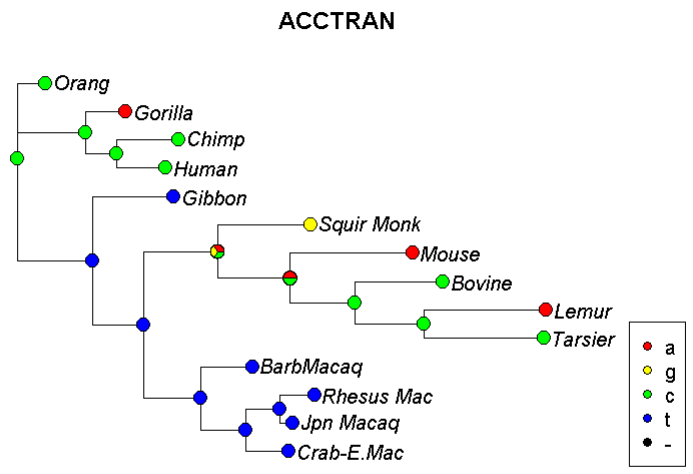 ACCTRAN
Orang
Gorilla
Chimp
Human
Gibbon
Squir Monk
Mouse
Bovine
Lemur
Tarsier
BarbMacaq
Rhesus Mac
Jpn Macaq
Crab-E.Mac
a
g
c
t
-